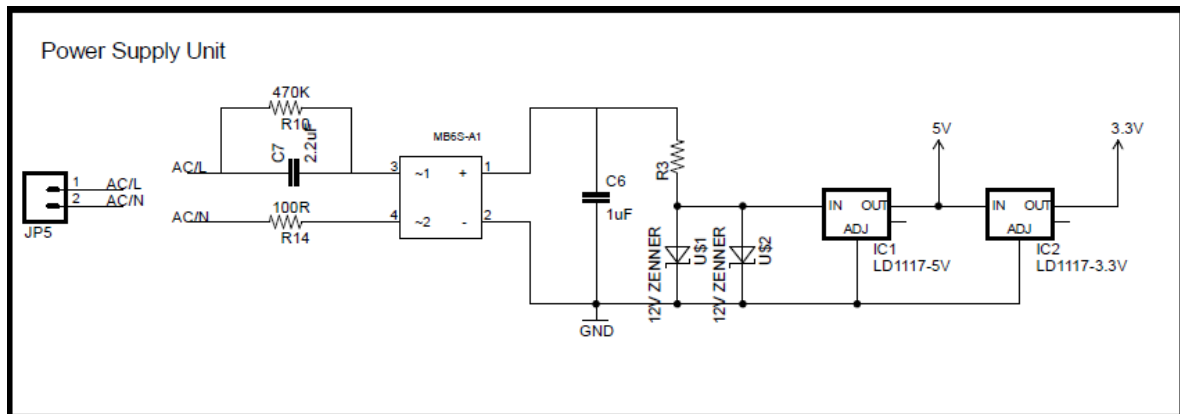 Power Supply Unit
470K
R10
C7
2.2uF
MB6S-A1
AC/L
3
~1
+
1
4
~2
-
2
AC/N
100R
R14
1
AC/L
2
AC/N
JP5
C6
1uF
GND
R3
12V ZENNER
U$1
12V ZENNER
U$2
5V
3.3V
IN OUT
ADJ
IC1
LD1117-5V
IN OUT
ADJ
IC2
LD1117-3.3V